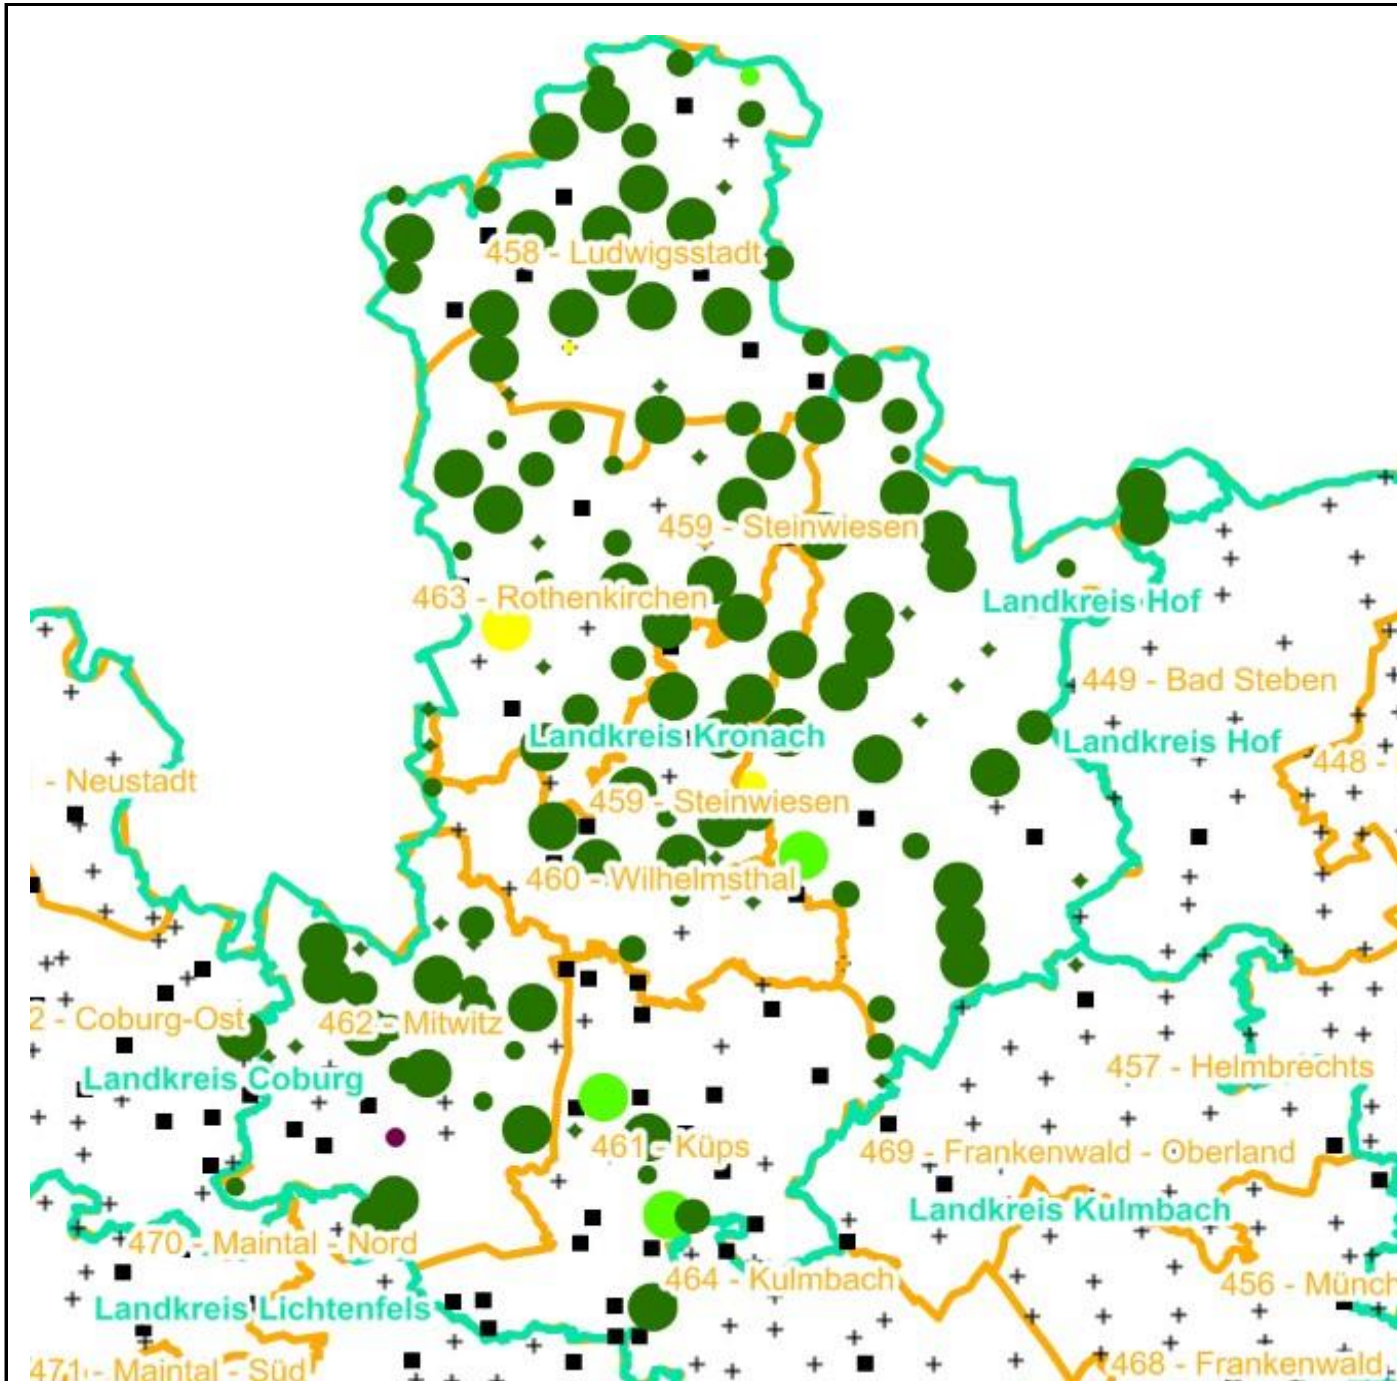 458 - Ludwigsstadt
459 - Steinwiesen
463 - Rothenkirchen
Landkreis Hof
449 - Bad Steben
Landkreis Kronach
Landkreis Hof
448 -
- Neustadt
459 - Steinwiesen
460 - Wilhelmsthal
2 - Coburg-Ost
462 - Mitwitz
457 - Helmbrechts
Landkreis Coburg
461 - Küps
469 - Frankenwald - Oberland
Landkreis Kulmbach
470 - Maintal - Nord
464 - Kulmbach
456 - Münch
Landkreis Lichtenfels
471 - Maintal - Süd
468 - Frankenwald